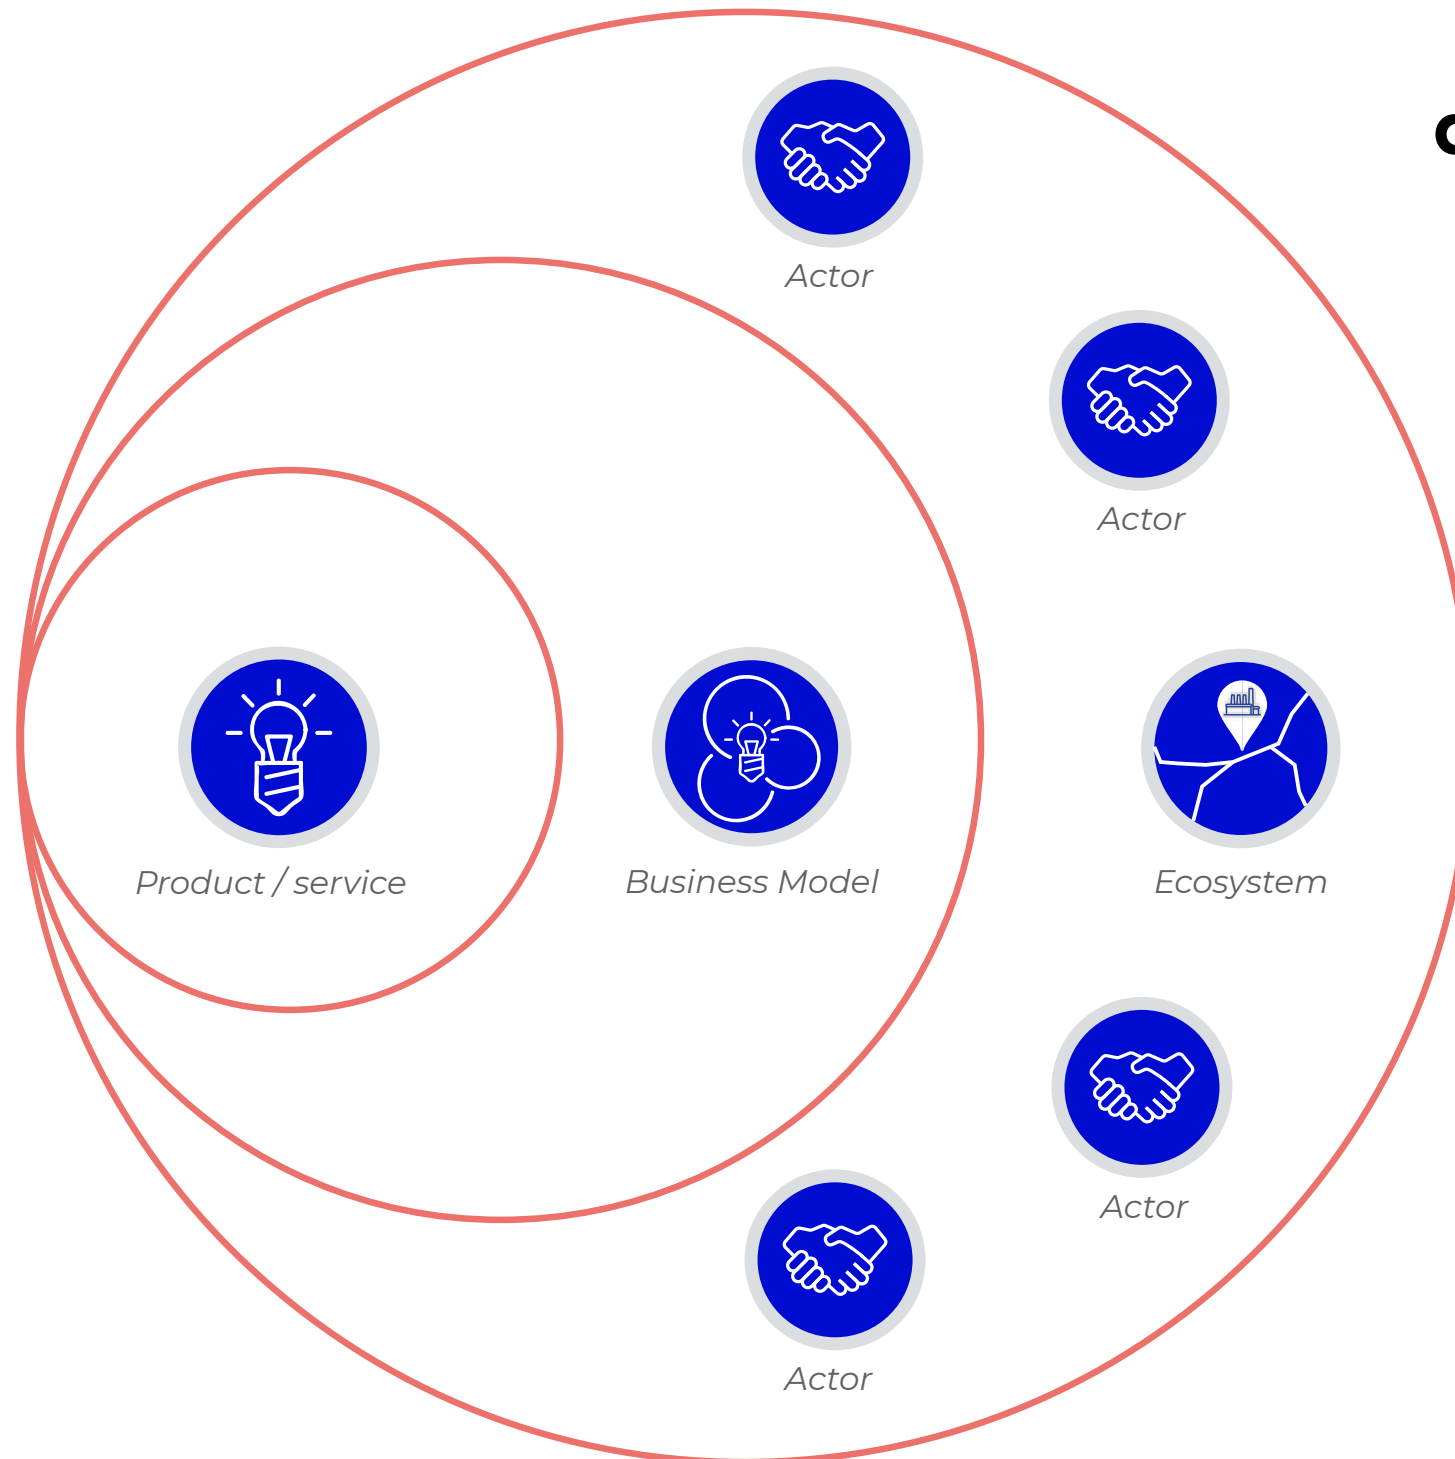 Actor
Actor
Product / service
Business Model
Ecosystem
Actor
Actor